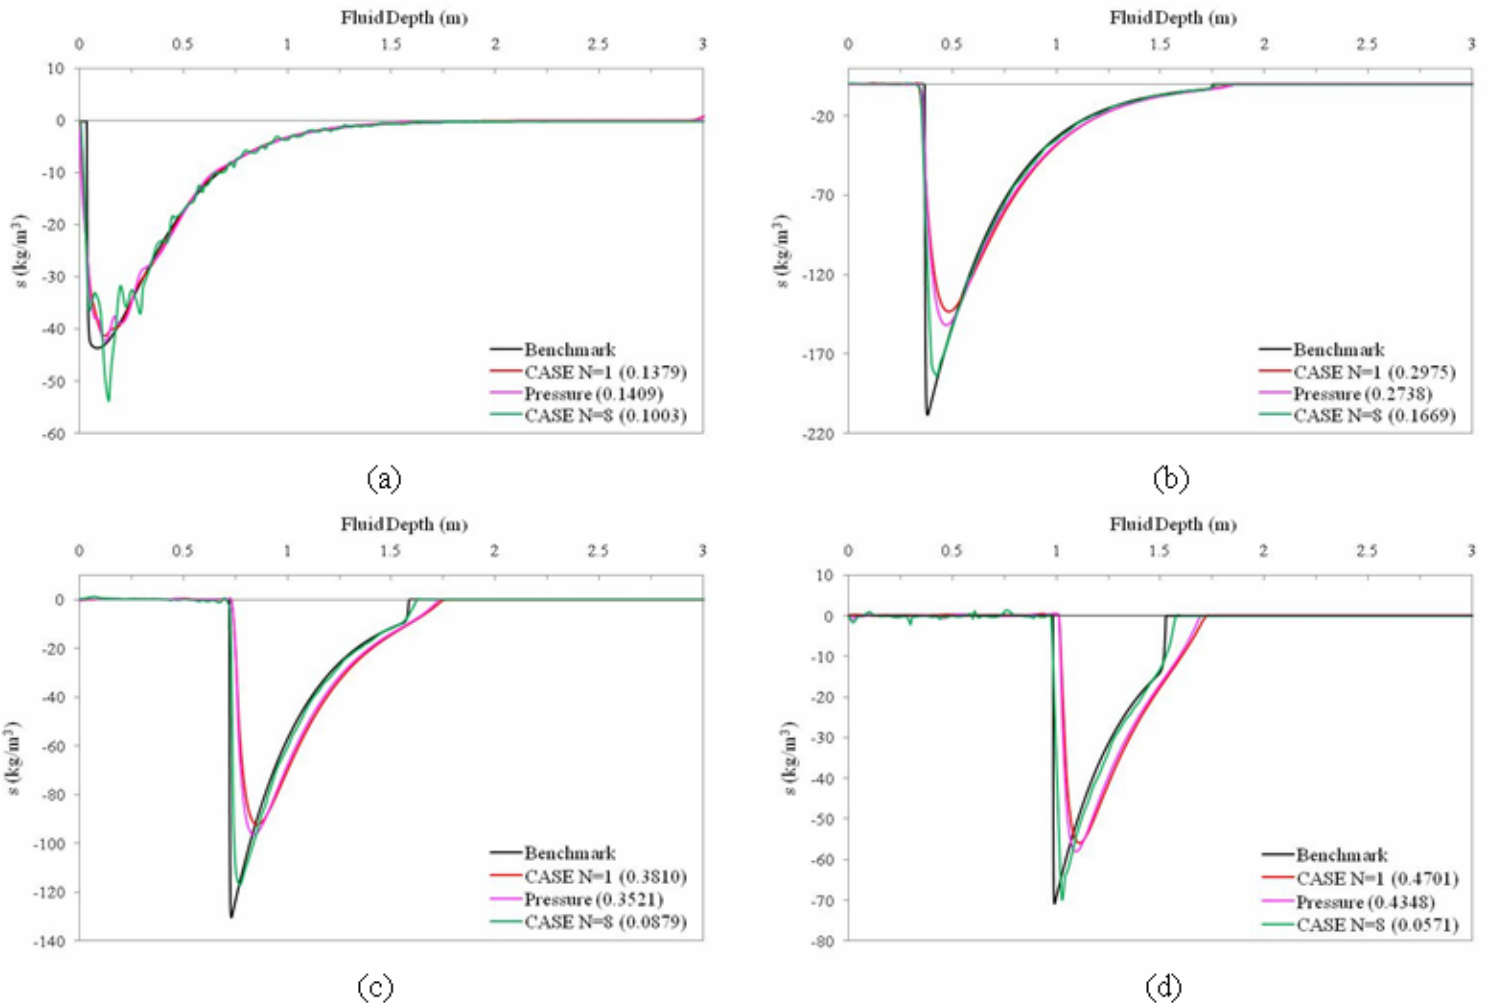 Fluid Depth (m)
0 0.5 1 1.5 2 2.5 3
10
0
-10
-20
-30
-40
-50
-60
s (kg/m³)
Benchmark
CASE N=1 (0.1379)
Pressure (0.1409)
CASE N=8 (0.1003)
(a)
Fluid Depth (m)
0 0.5 1 1.5 2 2.5 3
-20
-70
-120
-170
-220
s (kg/m³)
Benchmark
CASE N=1 (0.2975)
Pressure (0.2738)
CASE N=8 (0.1669)
(b)
Fluid Depth (m)
0 0.5 1 1.5 2 2.5 3
0
-20
-40
-60
-80
-100
-120
-140
s (kg/m³)
Benchmark
CASE N=1 (0.3810)
Pressure (0.3521)
CASE N=8 (0.0879)
(c)
Fluid Depth (m)
0 0.5 1 1.5 2 2.5 3
10
0
-10
-20
-30
-40
-50
-60
-70
-80
s (kg/m³)
Benchmark
CASE N=1 (0.4701)
Pressure (0.4348)
CASE N=8 (0.0571)
(d)